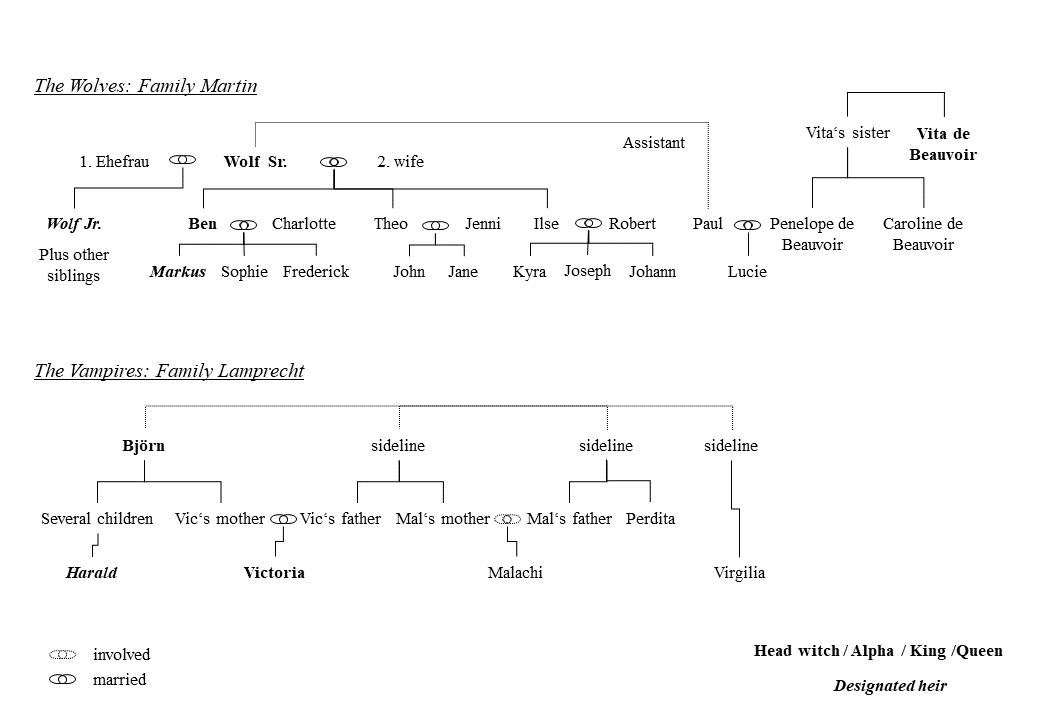 The Wolves: Family Martin
Vita‘s sister
Vita de
Beauvoir
Assistant
1. Ehefrau
Wolf Sr.
2. wife
Wolf Jr.
Ben
Charlotte
Theo
Jenni
Ilse
Robert
Paul
Penelope de
Beauvoir
Caroline de
Beauvoir
Plus other
siblings
Markus
Sophie
Frederick
John
Jane
Kyra
Joseph
Johann
Lucie
The Vampires: Family Lamprecht
Björn
sideline
sideline
sideline
Several children
Vic‘s mother
Vic‘s father
Mal‘s mother
Mal‘s father
Perdita
Harald
Victoria
Malachi
Virgilia
involved
married
Head witch / Alpha / King /Queen
Designated heir